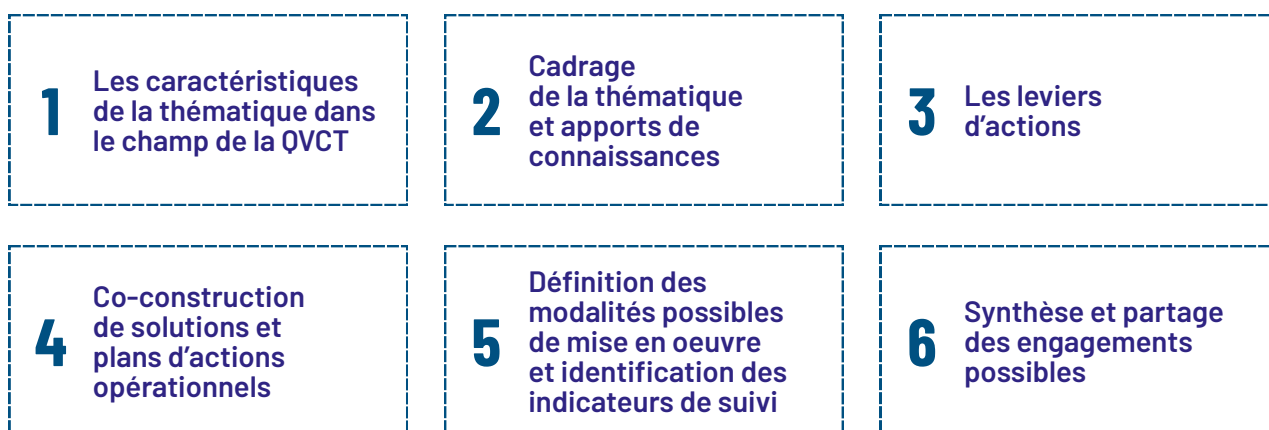 1
Les caractéristiques
de la thématique dans
le champ de la QVCT
2
Cadrage
de la thématique
et apports de
connaissances
3
Les leviers
d'actions
4
Co-construction
de solutions et
plans d'actions
opérationnels
5
Définition des
modalités possibles
de mise en oeuvre
et identification des
indicateurs de suivi
6
Synthèse et partage
des engagements
possibles